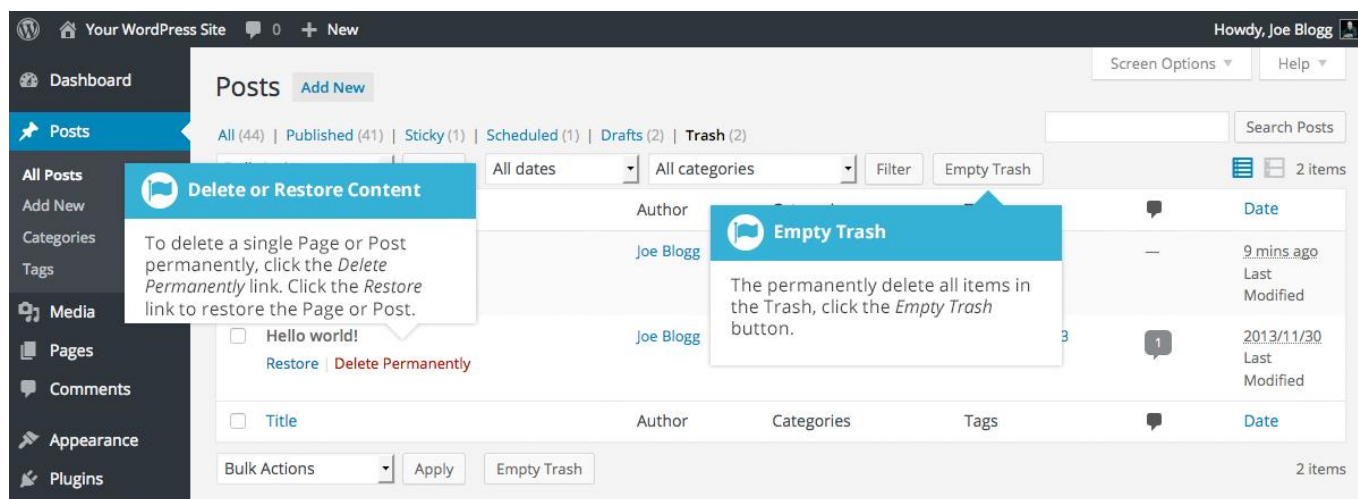 Your WordPress Site 0 + New Howdy, Joe Blogg
Dashboard
Posts
All Posts
Add New
Categories
Tags
Media
Pages
Comments
Appearance
Plugins
Screen Options Help
Posts Add New
All (44) | Published (41) | Sticky (1) | Scheduled (1) | Drafts (2) | Trash (2)
Search Posts
All dates All categories Filter Empty Trash 2 items
Author Date
Joe Blogg — 9 mins ago
Last
Modified
Delete or Restore Content
To delete a single Page or Post
permanently, click the Delete
Permanently link. Click the Restore
link to restore the Page or Post.
Empty Trash
The permanently delete all items in
the Trash, click the Empty Trash
button.
Hello world! Joe Blogg 3 1 2013/11/30
Last
Modified
Restore | Delete Permanently
Title Author Categories Tags Date
Bulk Actions Apply Empty Trash 2 items